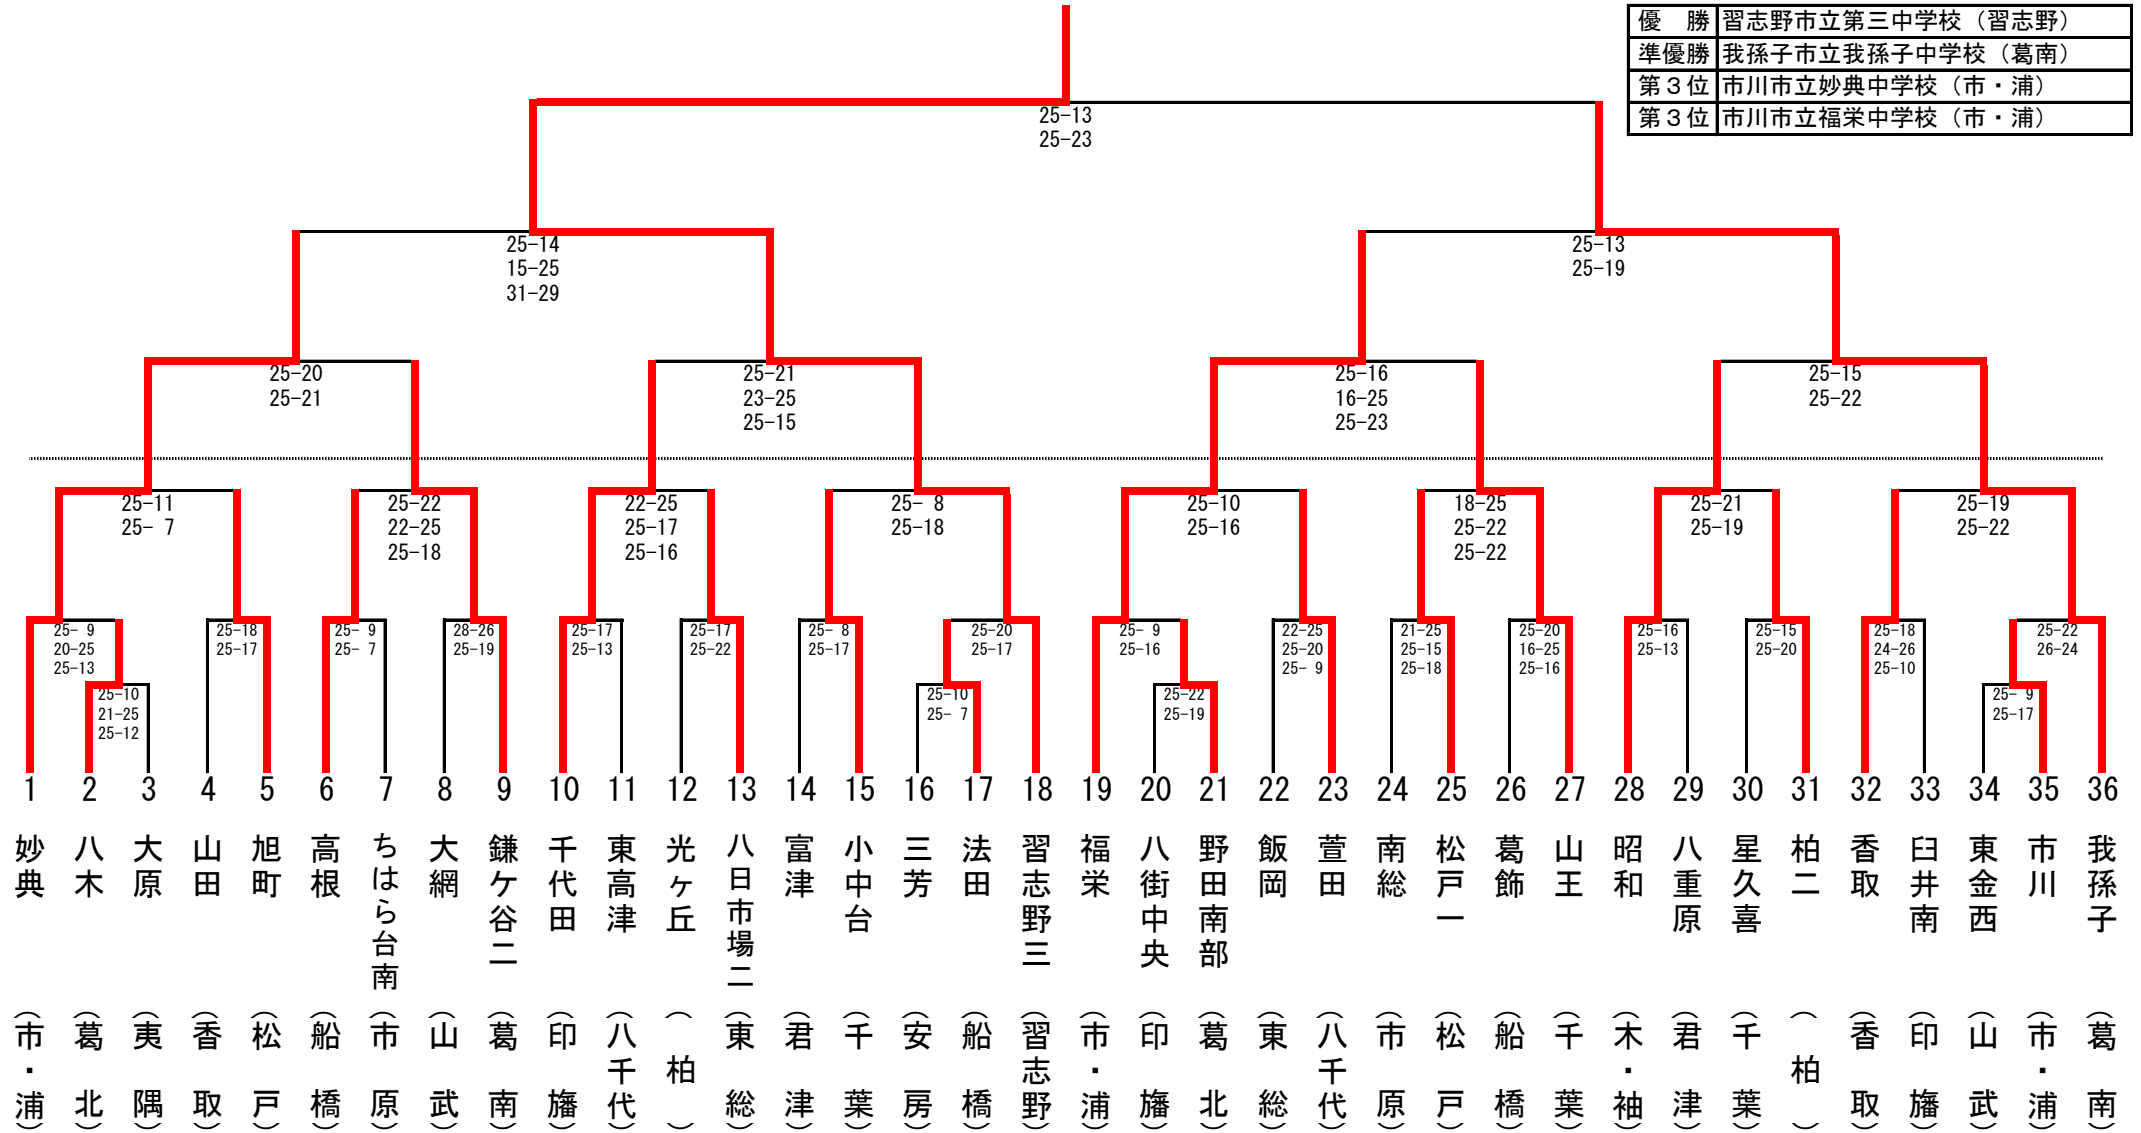 優　勝 習志野市立第三中学校（習志野）
準優勝 我孫子市立我孫子中学校（葛南）
第３位 市川市立妙典中学校（市・浦）
第３位 市川市立福栄中学校（市・浦）
25-13
25-23
25-14
15-25
31-29
25-13
25-19
25-20
25-21
25-21
23-25
25-15
25-16
16-25
25-23
25-15
25-22
25-11
25- 7
25-22
22-25
25-18
22-25
25-17
25-16
25- 8
25-18
25-10
25-16
18-25
25-22
25-22
25-21
25-19
25-19
25-22
25- 9
20-25
25-13
25-18
25-17
25- 9
25- 7
28-26
25-19
25-17
25-13
25-17
25-22
25- 8
25-17
25-20
25-17
25- 9
25-16
22-25
25-20
25- 9
21-25
25-15
25-18
25-20
16-25
25-16
25-16
25-13
25-15
25-20
25-18
24-26
25-10
25-22
26-24
25-10
21-25
25-12
25-10
25- 7
25-22
25-19
25- 9
25-17
1 妙典（市・浦）
2 八木（葛北）
3 大原（夷隅）
4 山田（香取）
5 旭町（松戸）
6 高根（船橋）
7 ちはら台南（市原）
8 大網（山武）
9 鎌ケ谷二（葛南）
10 千代田（印旛）
11 東高津（八千代）
12 光ヶ丘（柏）
13 八日市場二（東総）
14 富津（君津）
15 小中台（千葉）
16 三芳（安房）
17 法田（船橋）
18 習志野三（習志野）
19 福栄（市・浦）
20 八街中央（印旛）
21 野田南部（葛北）
22 飯岡（東総）
23 萱田（八千代）
24 南総（市原）
25 松戸一（松戸）
26 葛飾（船橋）
27 山王（千葉）
28 昭和（木・袖）
29 八重原（君津）
30 星久喜（千葉）
31 柏二（柏）
32 香取（香取）
33 臼井南（印旛）
34 東金西（山武）
35 市川（市・浦）
36 我孫子（葛南）